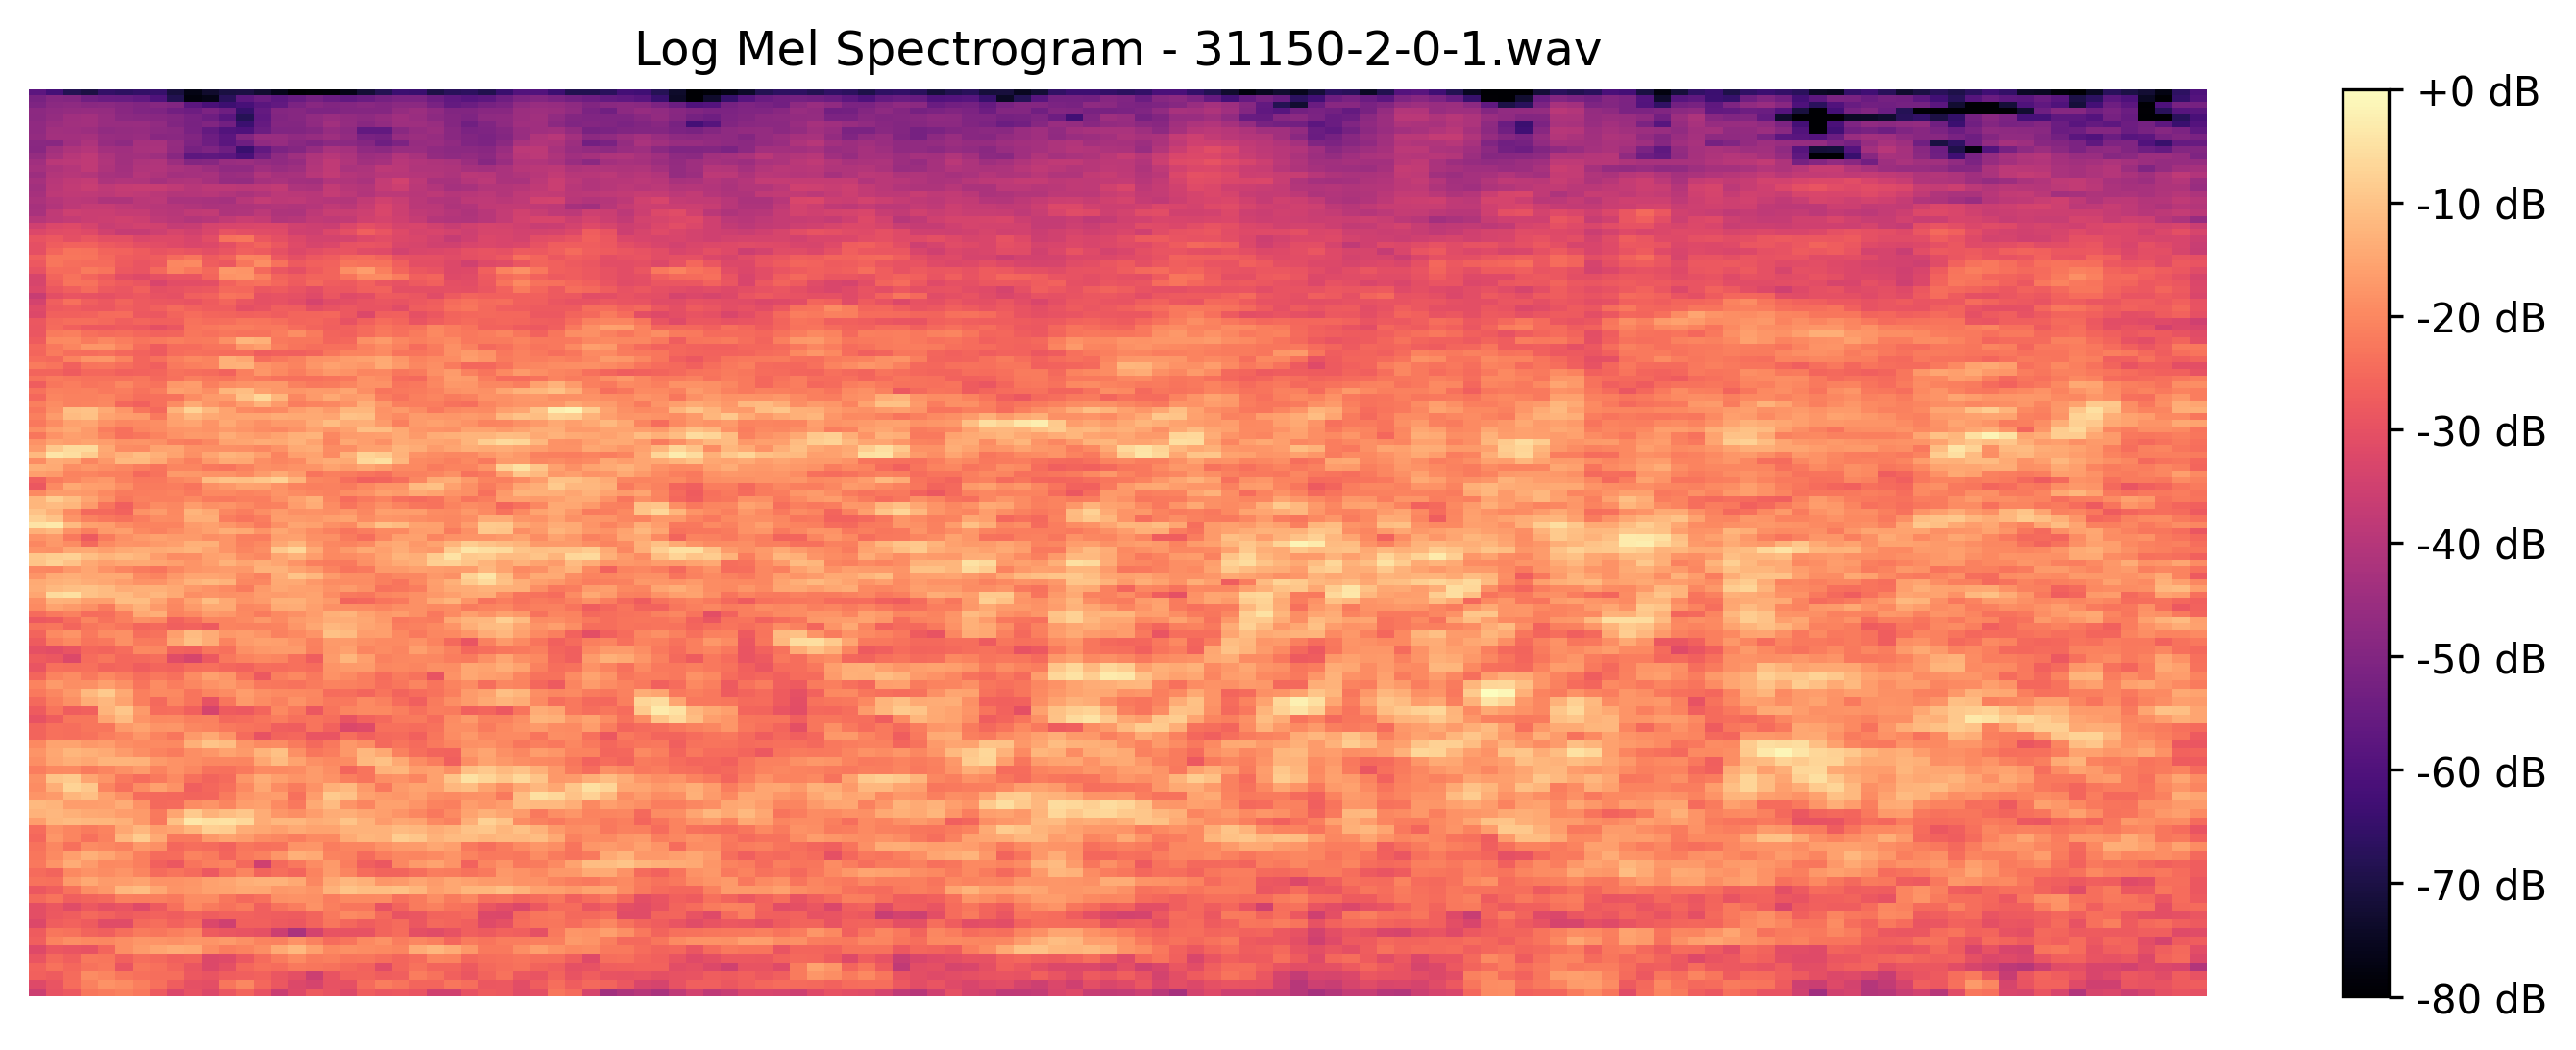 Log Mel Spectrogram - 31150-2-0-1.wav
+0 dB
-10 dB
-20 dB
-30 dB
-40 dB
-50 dB
-60 dB
-70 dB
-80 dB